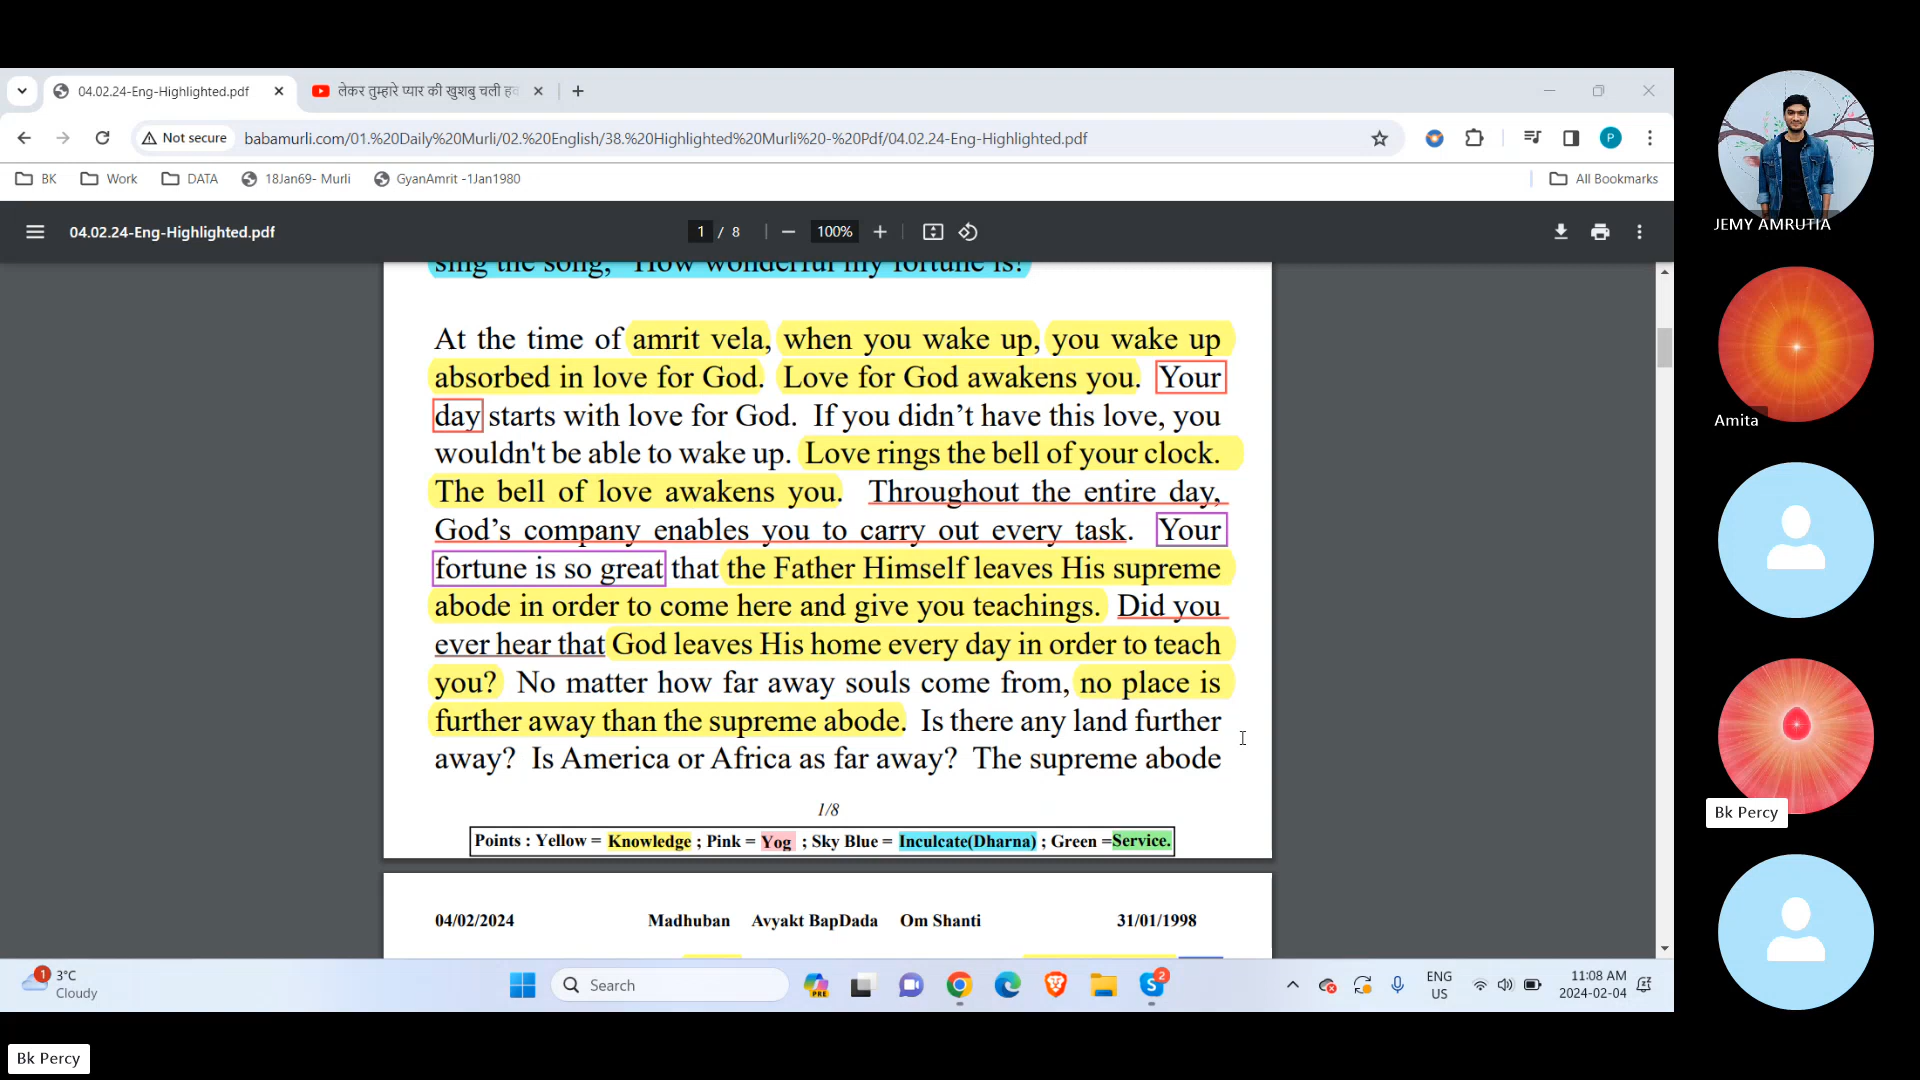 04.02.24-Eng-Highlighted.pdf
लेकर तुम्हारे प्यार की खुशबु चली
Not secure
babamurli.com/01.%20Daily%20Murli/02.%20English/38.%20Highlighted%20Murli%20-%20Pdf/04.02.24-Eng-Highlighted.pdf
P
BK
Work
DATA
18Jan69- Murli
GyanAmrit -1Jan1980
All Bookmarks
04.02.24-Eng-Highlighted.pdf
1 / 8
100%
sing the song, "How wonderful my fortune is!"
At the time of amrit vela, when you wake up, you wake up
absorbed in love for God. Love for God awakens you. Your
day starts with love for God. If you didn’t have this love, you
wouldn't be able to wake up. Love rings the bell of your clock.
The bell of love awakens you. Throughout the entire day,
God’s company enables you to carry out every task. Your
fortune is so great that the Father Himself leaves His supreme
abode in order to come here and give you teachings. Did you
ever hear that God leaves His home every day in order to teach
you? No matter how far away souls come from, no place is
further away than the supreme abode. Is there any land further
away? Is America or Africa as far away? The supreme abode
1/8
Points : Yellow = Knowledge ; Pink = Yog ; Sky Blue = Inculcate(Dharna) ; Green =Service.
04/02/2024 Madhuban Avyakt BapDada Om Shanti 31/01/1998
1
3°C
Cloudy
Search
PRE
2
ENG
US
11:08 AM
2024-02-04
JEMY AMRUTIA
Amita
Bk Percy
Bk Percy